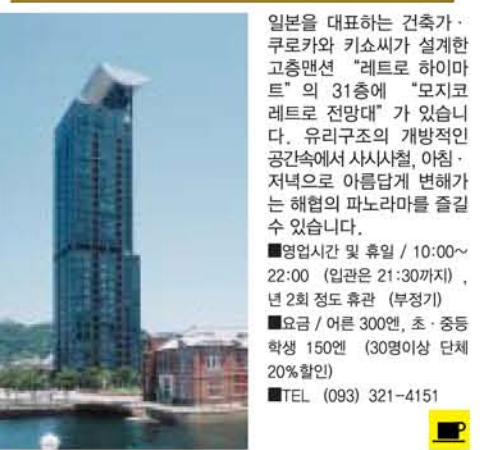 일본을 대표하는 건축가 ·
쿠로카와 키쇼씨가 설계한
고층맨션 “레트로 하이마
트” 의 31층에 “모지코
레트로 전망대” 가 있습니
다. 유리구조의 개방적인
공간속에서 사시사철, 아침 ·
저녁으로 아름답게 변해가
는 해협의 파노라마를 즐길
수 있습니다.
■영업시간 및 휴일 / 10:00~
22:00 (입관은 21:30까지) ,
년 2회 정도 휴관 (부정기)
■요금 / 어른 300엔, 초 · 중등
학생 150엔 (30명이상 단체
20%할인)
■TEL (093) 321-4151